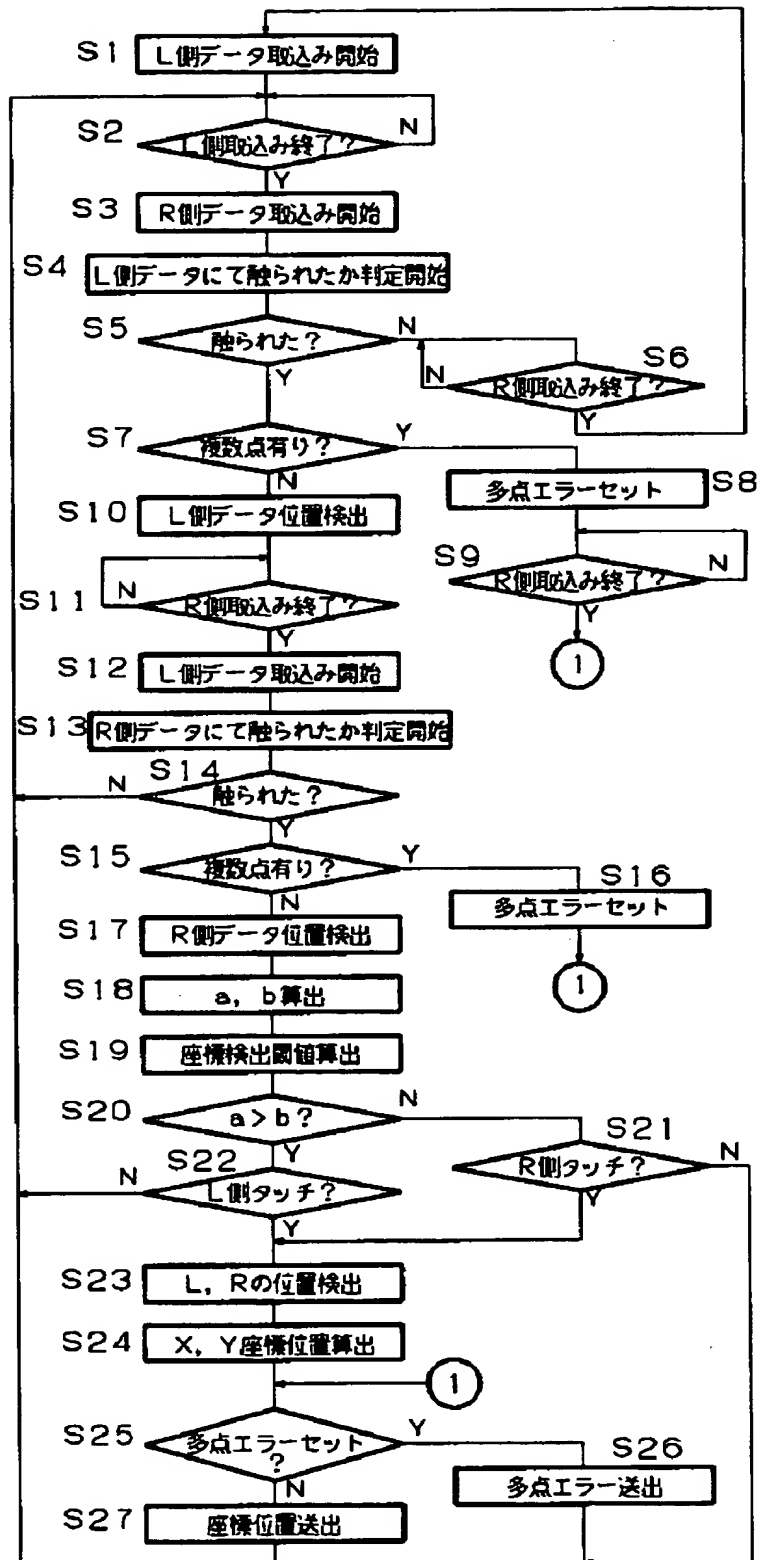 S1 L側データ取込み開始
S2 L側取込み終了? N
Y
S3 R側データ取込み開始
S4 L側データにて触られたか判定開始
S5 触られた? N
Y
S6 R側取込み終了? N
Y
S7 複数点有り? Y
N
多点エラーセット S8
S10 L側データ位置検出
S9 R側取込み終了? N
Y
1
S11 N R側取込み終了?
Y
S12 L側データ取込み開始
S13 R側データにて触られたか判定開始
S14 N 触られた?
Y
S15 複数点有り? Y
N
S16 多点エラーセット
1
S17 R側データ位置検出
S18 a, b算出
S19 座標検出閾値算出
S20 a>b? N
Y
S21 R側タッチ? N
Y
S22 N L側タッチ?
Y
S23 L, Rの位置検出
S24 X, Y座標位置算出
1
S25 多点エラーセット? Y
N
S26 多点エラー送出
S27 座標位置送出